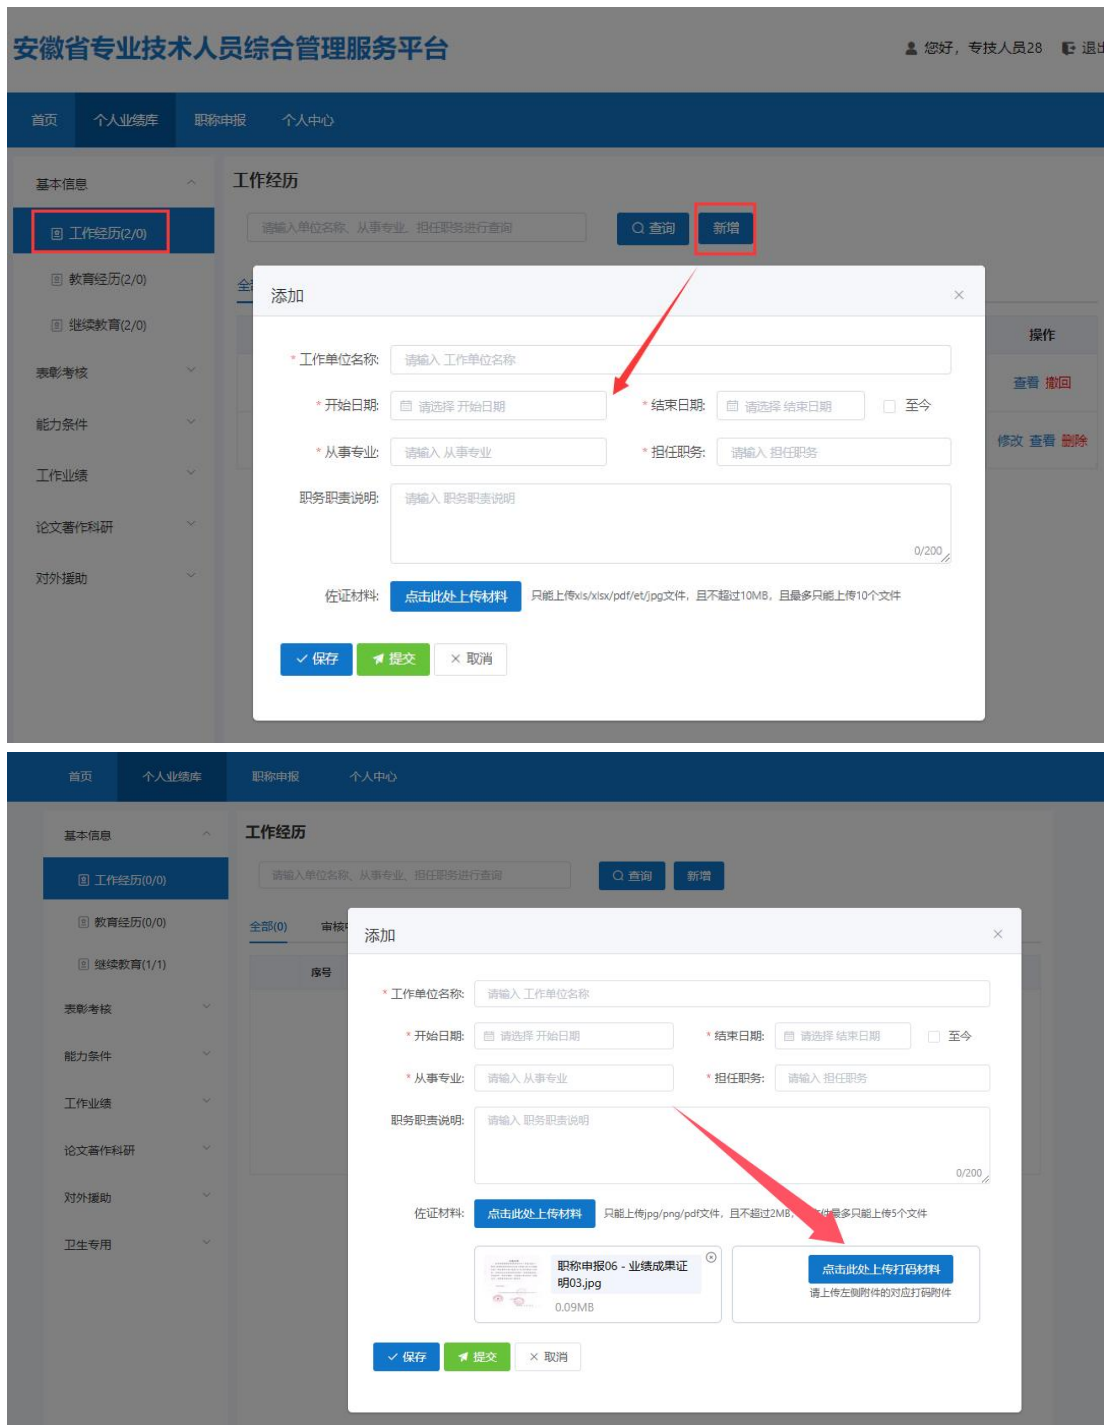 安徽省专业技术人员综合管理服务平台
您好，专技人员28 退出
首页 个人业绩库 职称申报 个人中心
基本信息
工作经历
工作经历(2/0)
请输入单位名称、从事专业、担任职务进行查询
查询 新增
教育经历(2/0)
继续教育(2/0)
表彰考核
能力条件
工作业绩
论文著作科研
对外援助
操作
查看 撤回
修改 查看 删除
添加
* 工作单位名称: 请输入 工作单位名称
* 开始日期: 请选择 开始日期 * 结束日期: 请选择 结束日期 至今
* 从事专业: 请输入 从事专业 * 担任职务: 请输入 担任职务
职务职责说明: 请输入 职务职责说明
0/200
佐证材料: 点击此处上传材料 只能上传xls/xlsx/pdf/et/jpg文件，且不超过10MB，且最多只能上传10个文件
保存 提交 取消
首页 个人业绩库 职称申报 个人中心
基本信息
工作经历
工作经历(0/0)
请输入单位名称、从事专业、担任职务进行查询
查询 新增
教育经历(0/0)
继续教育(1/1)
表彰考核
能力条件
工作业绩
论文著作科研
对外援助
卫生专用
全部(0) 审核
序号
添加
* 工作单位名称: 请输入 工作单位名称
* 开始日期: 请选择 开始日期 * 结束日期: 请选择 结束日期 至今
* 从事专业: 请输入 从事专业 * 担任职务: 请输入 担任职务
职务职责说明: 请输入 职务职责说明
0/200
佐证材料: 点击此处上传材料 只能上传jpg/png/pdf文件，且不超过2MB，件最多只能上传5个文件
职称申报06 - 业绩成果证
明03.jpg
0.09MB
点击此处上传打码材料
请上传左侧附件的对应打码附件
保存 提交 取消